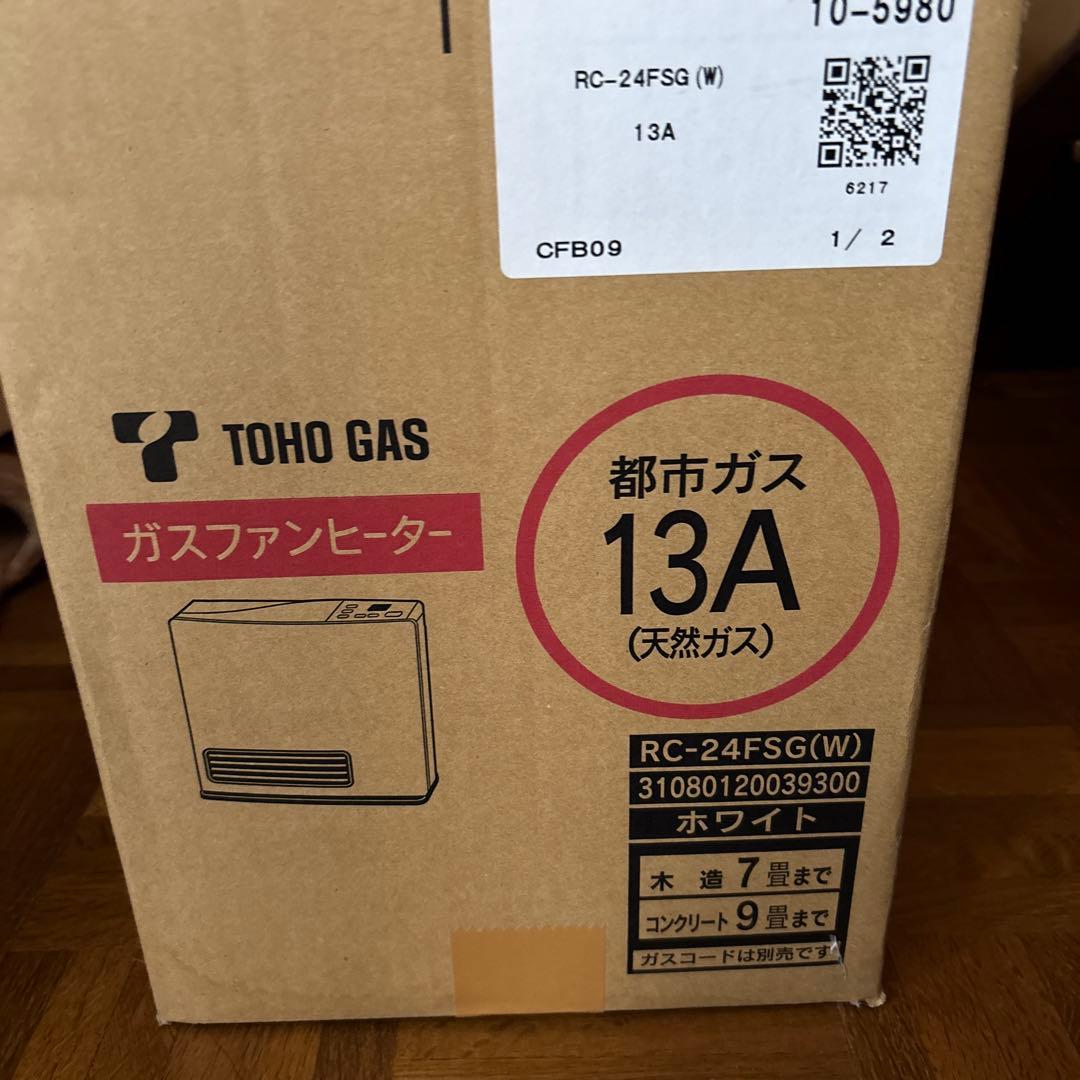 10-5980
RC-24FSG(W)
13A
6217
CFB09
1/ 2
TOHO GAS
ガスファンヒーター
都市ガス
13A
(天然ガス)
RC-24FSG(W)
31080120039300
ホワイト
木 造 7畳まで
コンクリート 9畳まで
ガスコードは別売です